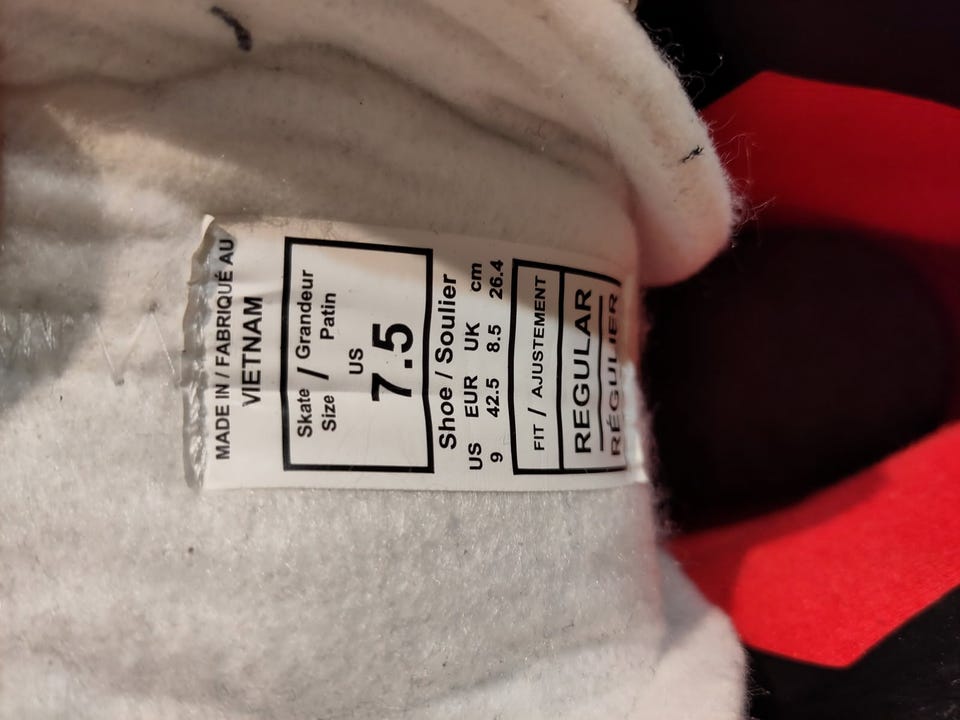 MADE IN / FABRIQUÉ AU
VIETNAM
Skate / Grandeur
Size / Patin
US
7.5
Shoe / Soulier
US EUR UK cm
9 42.5 8.5 26.4
FIT / AJUSTEMENT
REGULAR
RÉGULIER